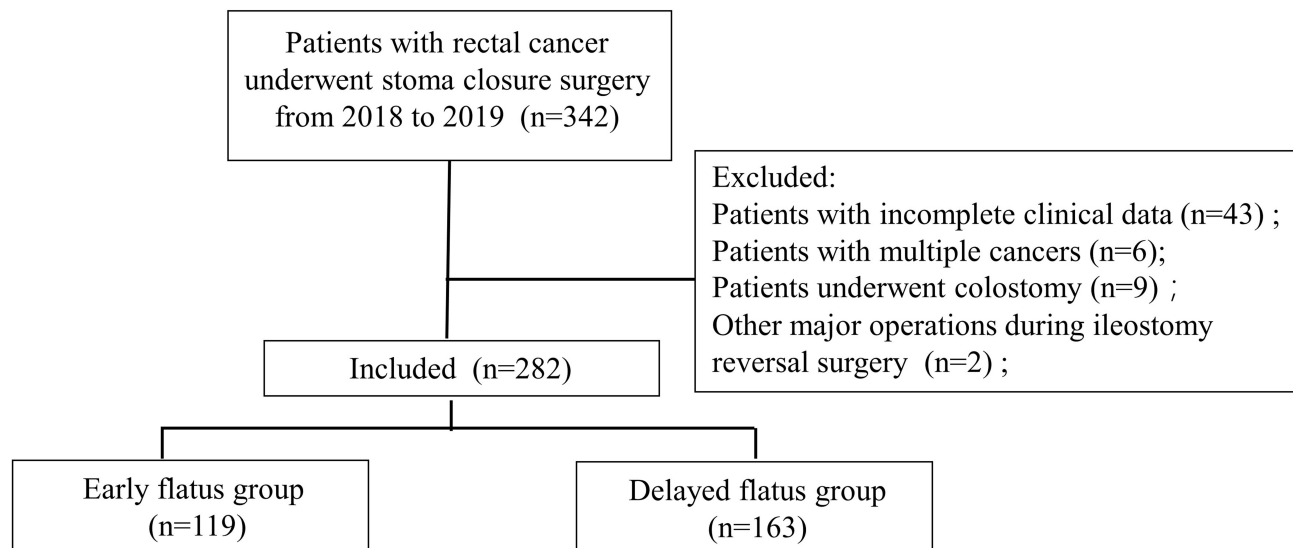 Patients with rectal cancer
underwent stoma closure surgery
from 2018 to 2019 (n=342)
Excluded:
Patients with incomplete clinical data (n=43) ;
Patients with multiple cancers (n=6);
Patients underwent colostomy (n=9) ;
Other major operations during ileostomy
reversal surgery (n=2) ;
Included (n=282)
Early flatus group
(n=119)
Delayed flatus group
(n=163)